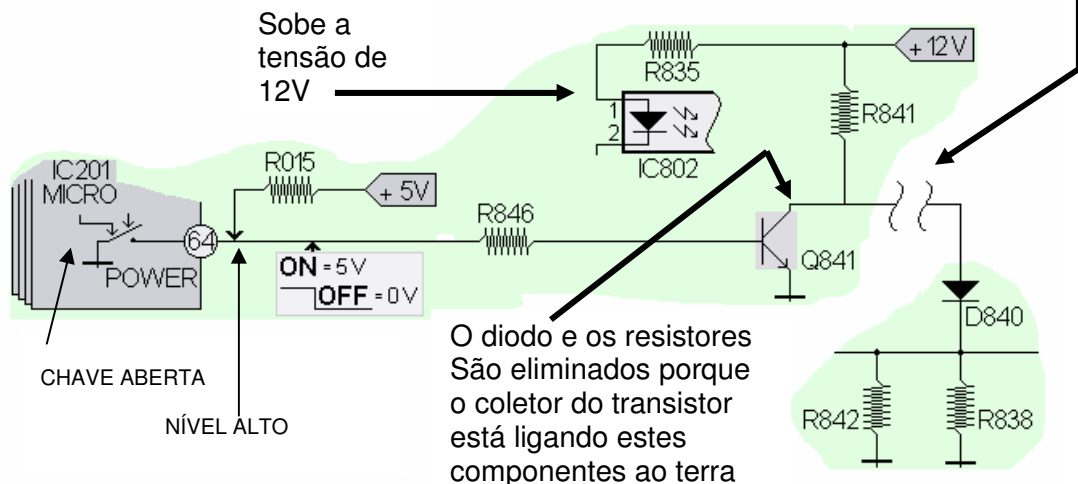 Sobe a
tensão de
12V
R835
+ 12V
1
2
IC802
R841
IC201
MICRO
POWER
64
R015
+ 5V
R846
ON = 5V
OFF = 0V
Q841
D840
CHAVE ABERTA
NÍVEL ALTO
O diodo e os resistores
São eliminados porque
o coletor do transistor
está ligando estes
componentes ao terra
R842
R838